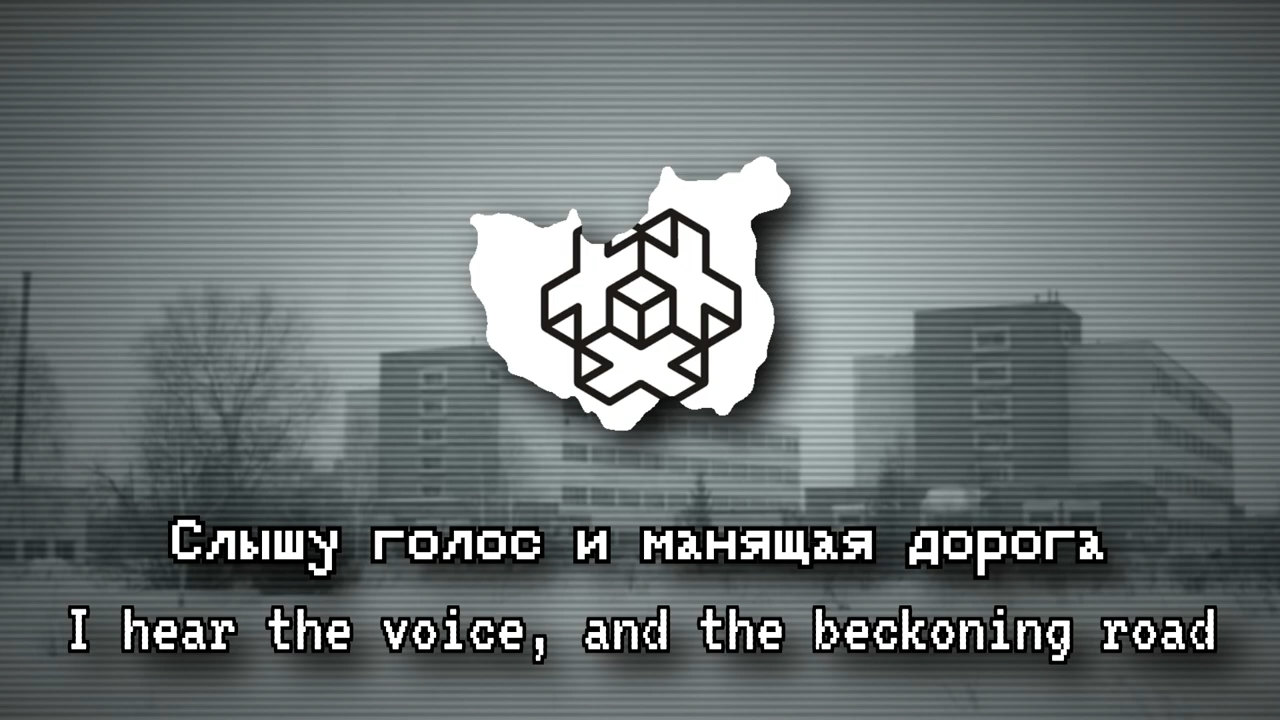 Слышу голос и манящая дорога
I hear the voice, and the beckoning road